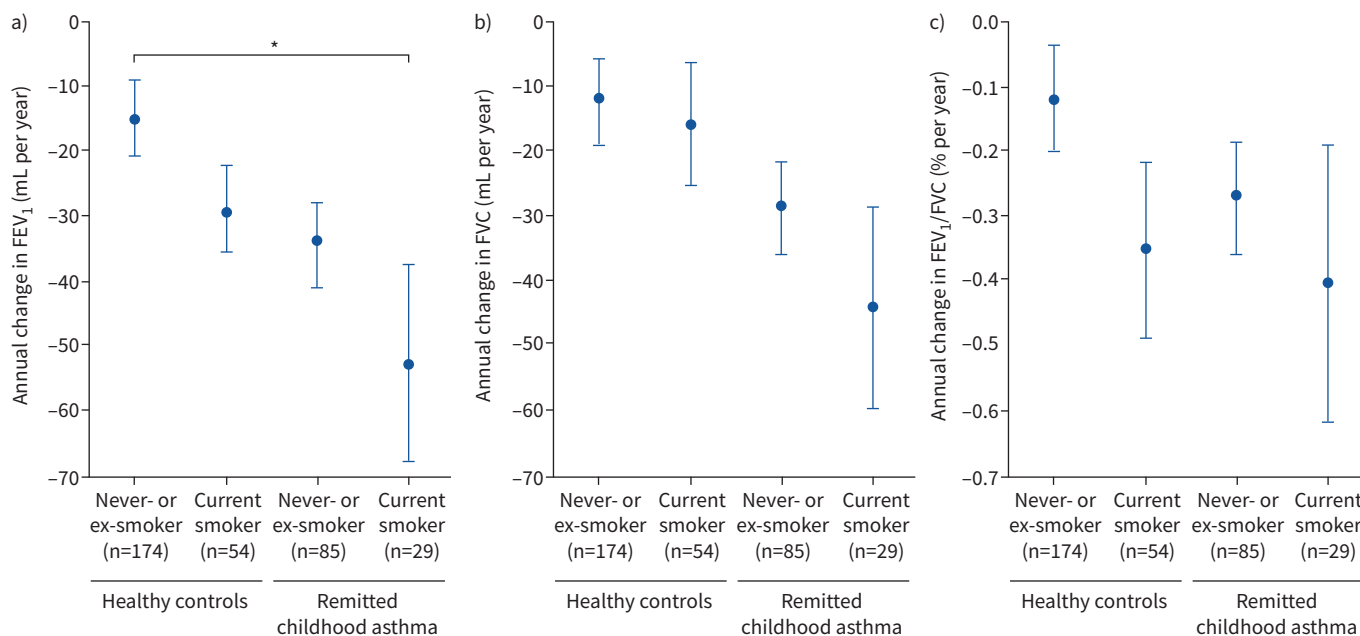 a)
Annual change in FEV₁ (mL per year)
–0
–10
–20
–30
–40
–50
–60
–70
*
Never- or
ex-smoker
(n=174)
Current
smoker
(n=54)
Never- or
ex-smoker
(n=85)
Current
smoker
(n=29)
Healthy controls
Remitted
childhood asthma
b)
Annual change in FVC (mL per year)
0
–10
–20
–30
–40
–50
–60
–70
Never- or
ex-smoker
(n=174)
Current
smoker
(n=54)
Never- or
ex-smoker
(n=85)
Current
smoker
(n=29)
Healthy controls
Remitted
childhood asthma
c)
Annual change in FEV₁/FVC (% per year)
0.0
–0.1
–0.2
–0.3
–0.4
–0.5
–0.6
–0.7
Never- or
ex-smoker
(n=174)
Current
smoker
(n=54)
Never- or
ex-smoker
(n=85)
Current
smoker
(n=29)
Healthy controls
Remitted
childhood asthma